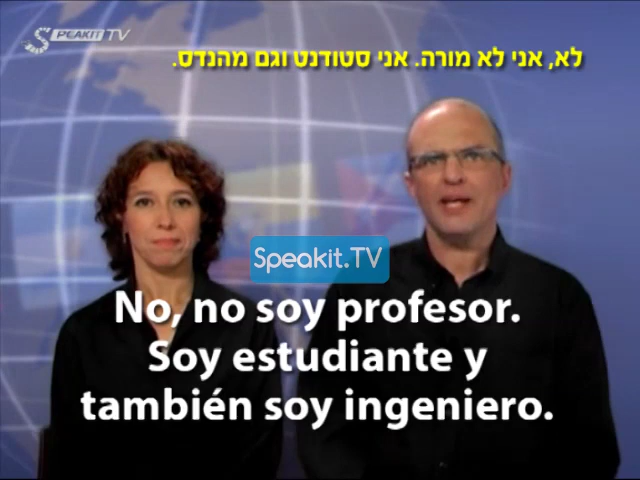 SPEAKIT TV
לא, אני לא מורה. אני סטודנט וגם מהנדס.
Speakit.TV
No, no soy profesor.
Soy estudiante y
también soy ingeniero.